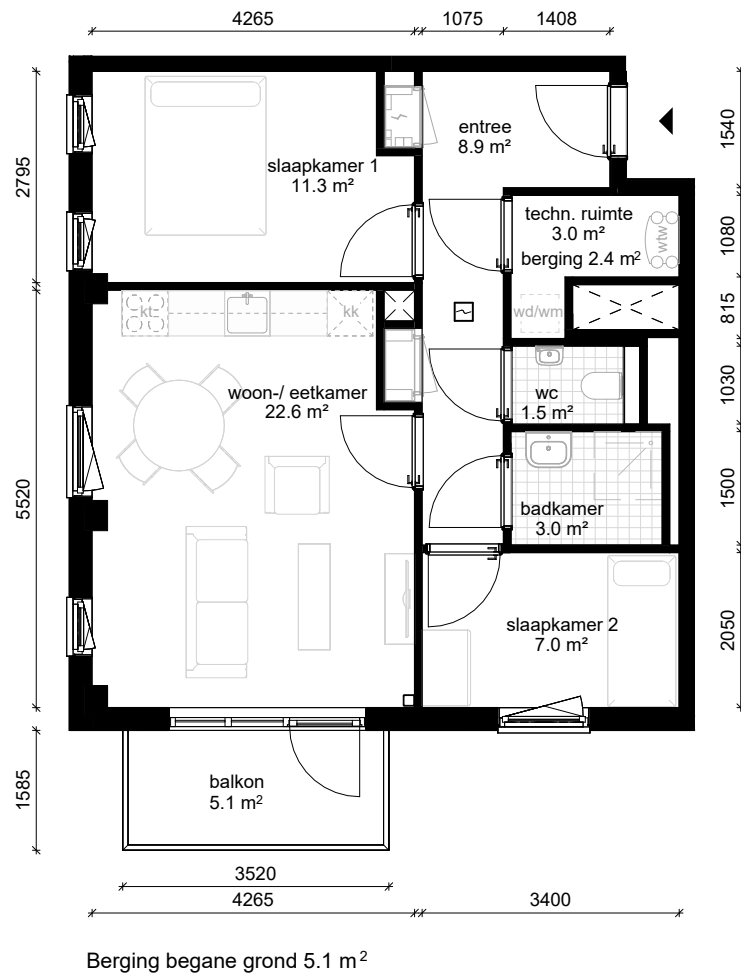 4265
1075
1408
2795
5520
1585
1540
1080
815
1030
1500
2050
entree
8.9 m²
slaapkamer 1
11.3 m²
techn. ruimte
3.0 m²
berging 2.4 m²
wtw
wd/wm
kt
kk
woon-/ eetkamer
22.6 m²
wc
1.5 m²
badkamer
3.0 m²
slaapkamer 2
7.0 m²
balkon
5.1 m²
3520
4265
3400
Berging begane grond 5.1 m²